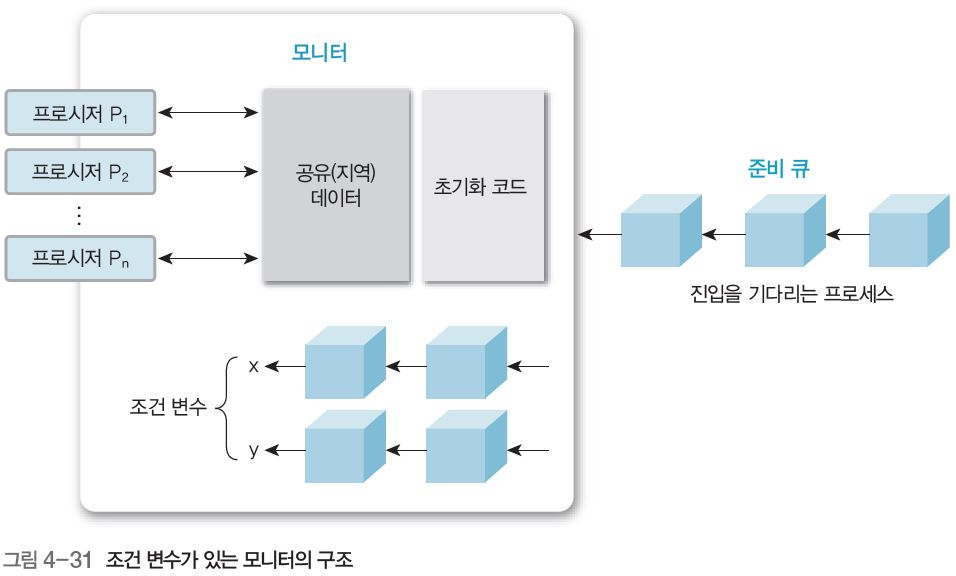 모니터
프로시저 P1
프로시저 P2
⋮
프로시저 Pn
공유(지역)
데이터
초기화 코드
준비 큐
진입을 기다리는 프로세스
조건 변수
x
y
그림 4-31 조건 변수가 있는 모니터의 구조